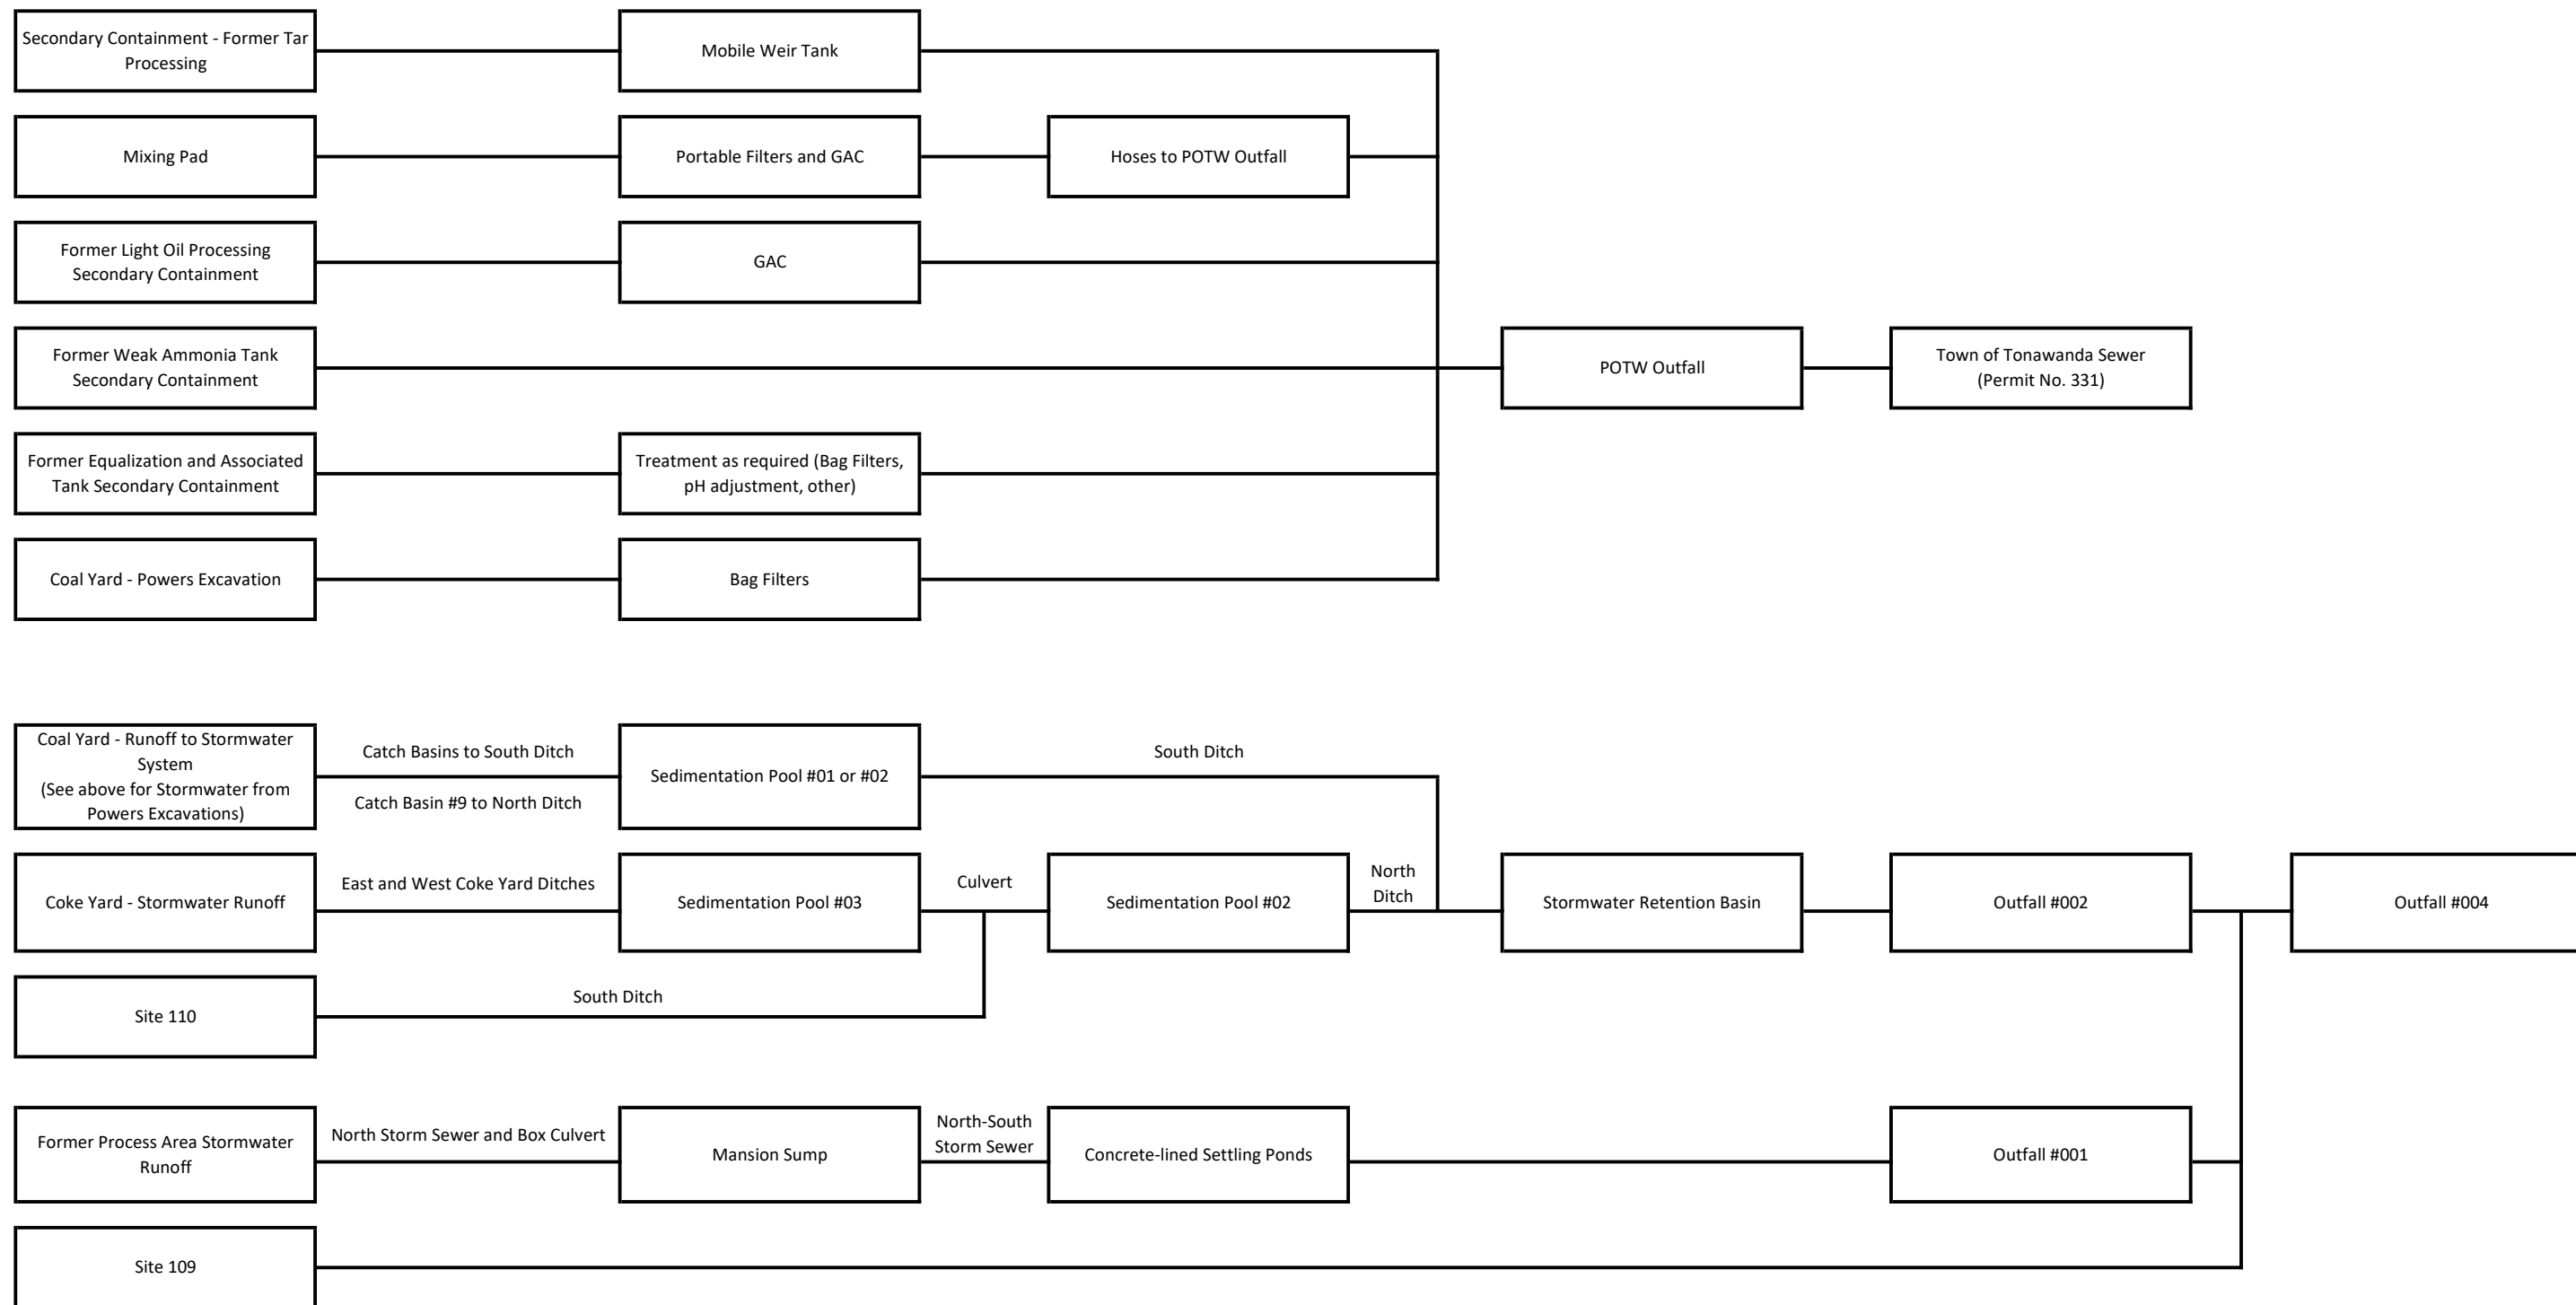 Secondary Containment - Former Tar
Processing
Mobile Weir Tank
Mixing Pad
Portable Filters and GAC
Hoses to POTW Outfall
Former Light Oil Processing
Secondary Containment
GAC
Former Weak Ammonia Tank
Secondary Containment
POTW Outfall
Town of Tonawanda Sewer
(Permit No. 331)
Former Equalization and Associated
Tank Secondary Containment
Treatment as required (Bag Filters,
pH adjustment, other)
Coal Yard - Powers Excavation
Bag Filters
Coal Yard - Runoff to Stormwater
System
(See above for Stormwater from
Powers Excavations)
Catch Basins to South Ditch
Catch Basin #9 to North Ditch
Sedimentation Pool #01 or #02
South Ditch
Coke Yard - Stormwater Runoff
East and West Coke Yard Ditches
Sedimentation Pool #03
Culvert
Sedimentation Pool #02
North
Ditch
Stormwater Retention Basin
Outfall #002
Outfall #004
Site 110
South Ditch
Former Process Area Stormwater
Runoff
North Storm Sewer and Box Culvert
Mansion Sump
North-South
Storm Sewer
Concrete-lined Settling Ponds
Outfall #001
Site 109